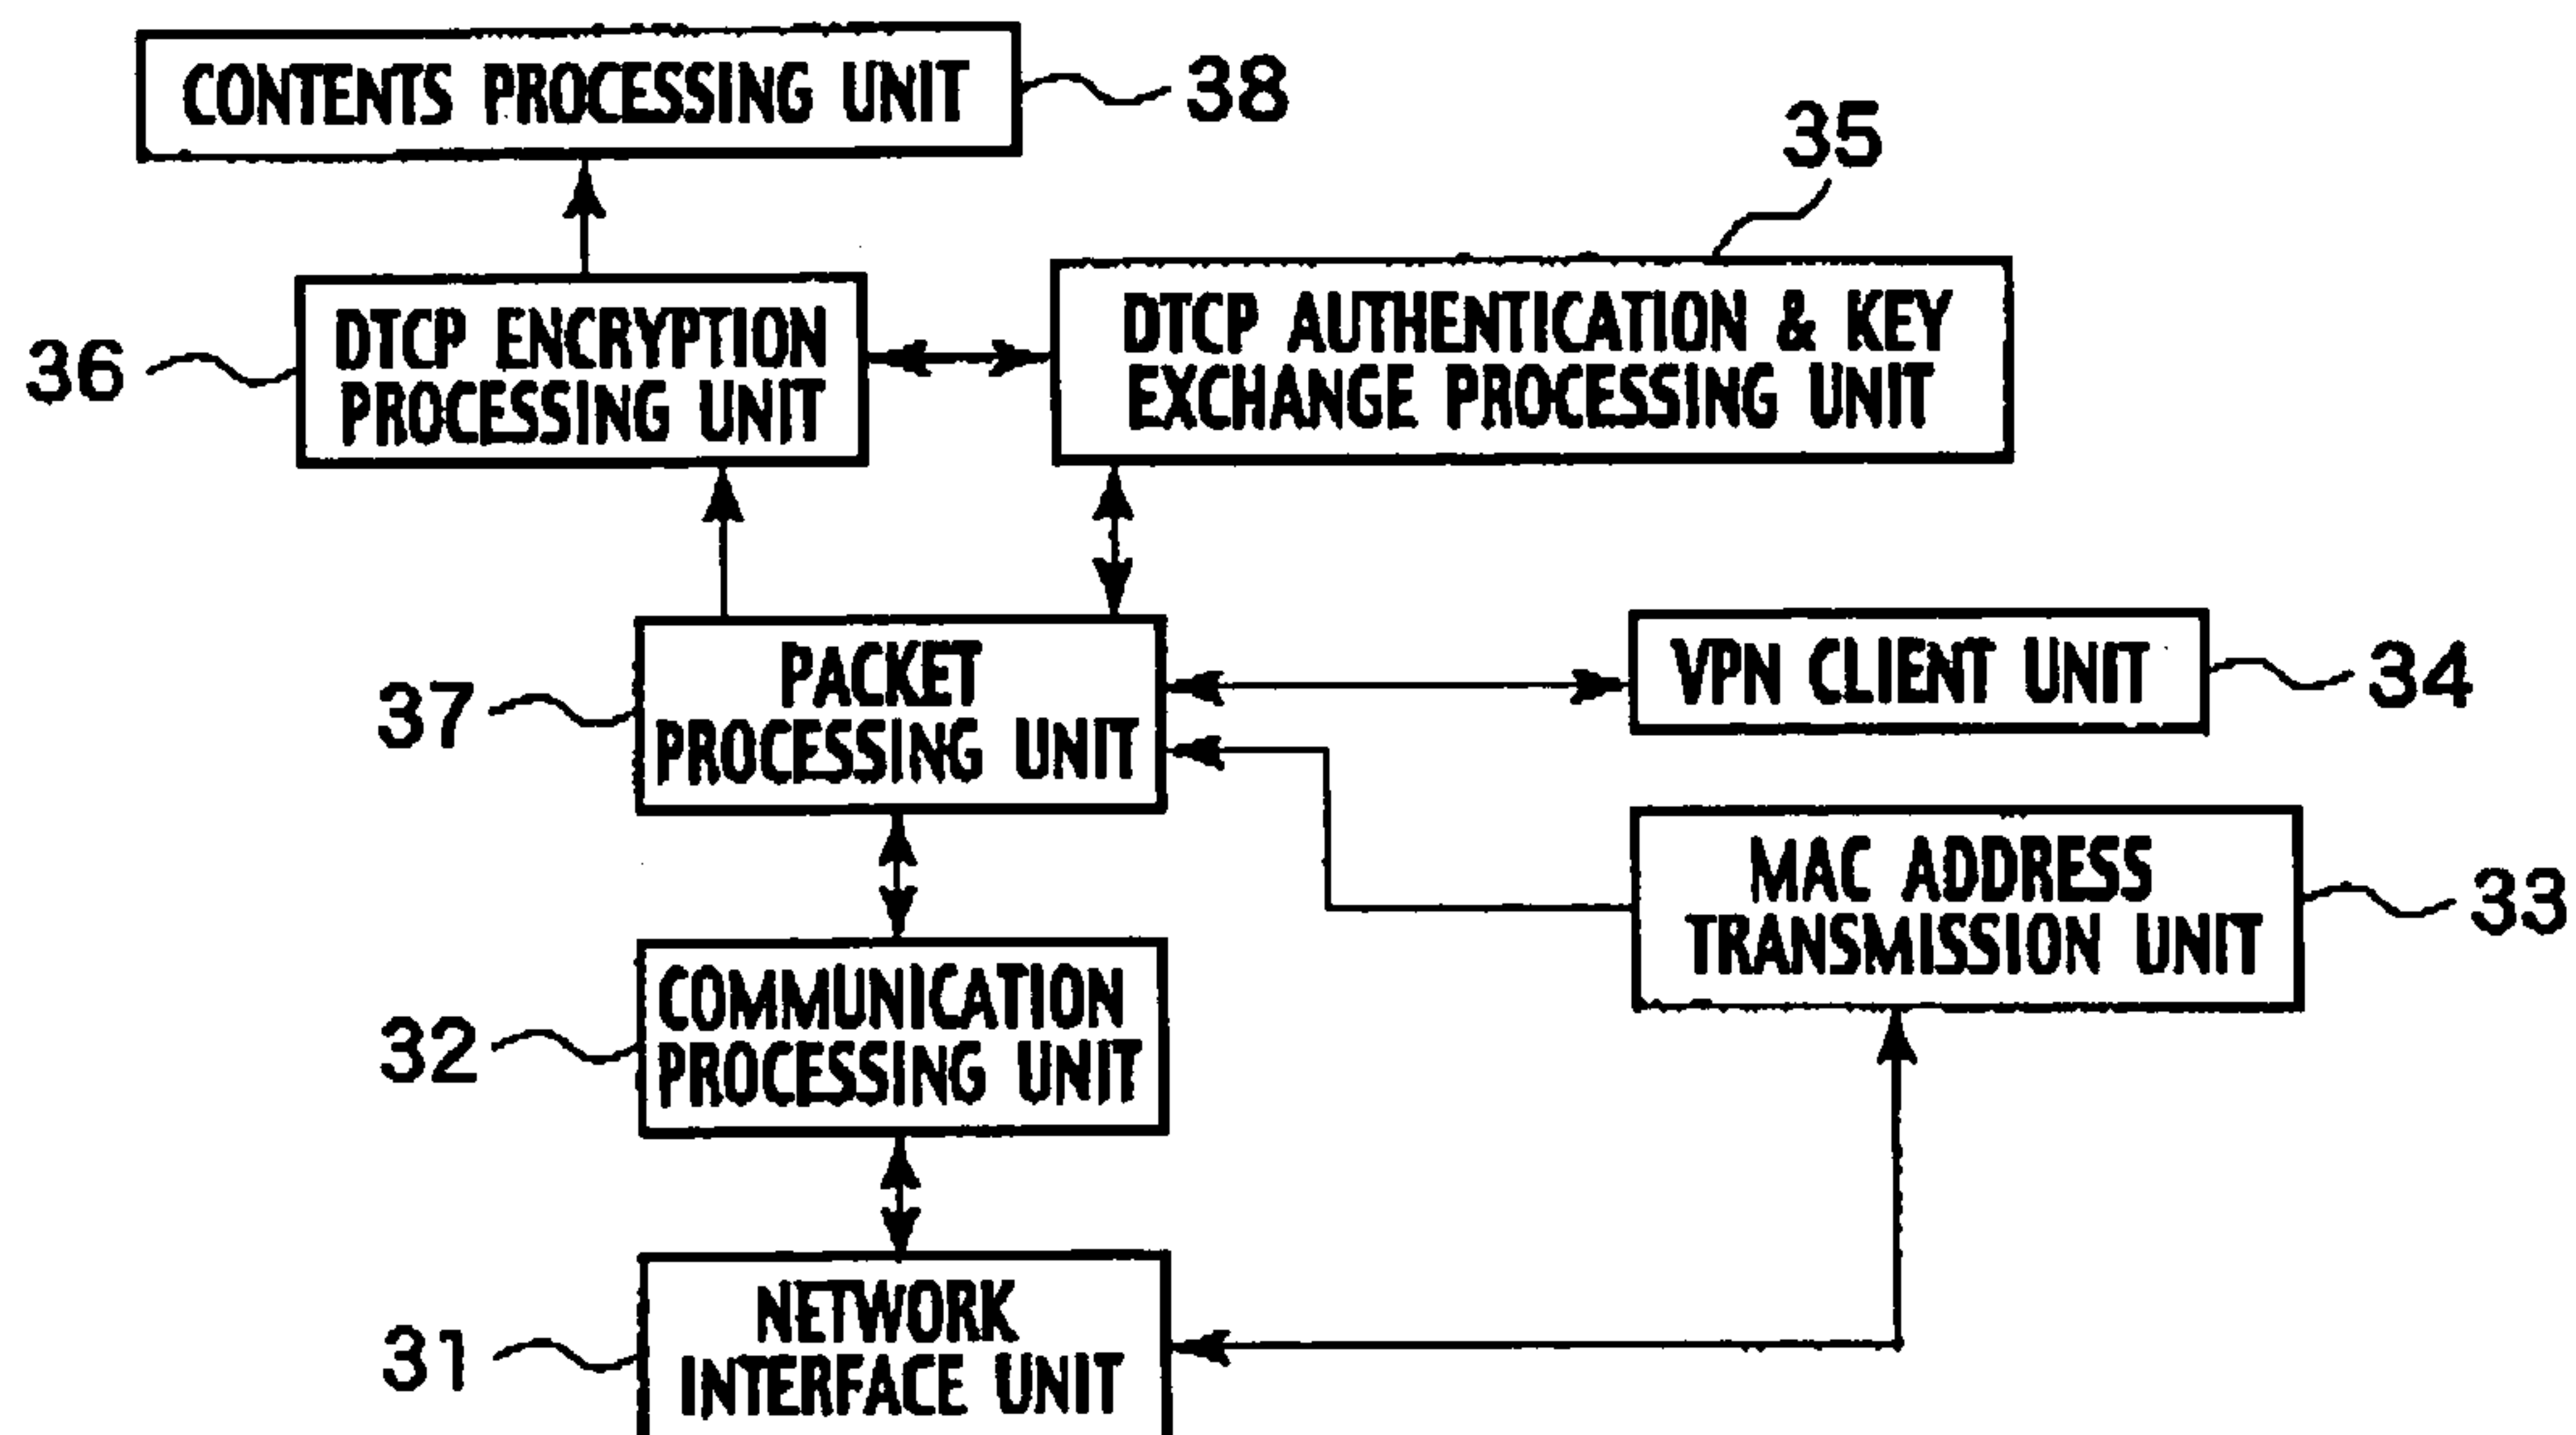 CONTENTS PROCESSING UNIT
38
35
36
DTCP ENCRYPTION
PROCESSING UNIT
DTCP AUTHENTICATION & KEY
EXCHANGE PROCESSING UNIT
37
PACKET
PROCESSING UNIT
VPN CLIENT UNIT
34
MAC ADDRESS
TRANSMISSION UNIT
33
32
COMMUNICATION
PROCESSING UNIT
31
NETWORK
INTERFACE UNIT